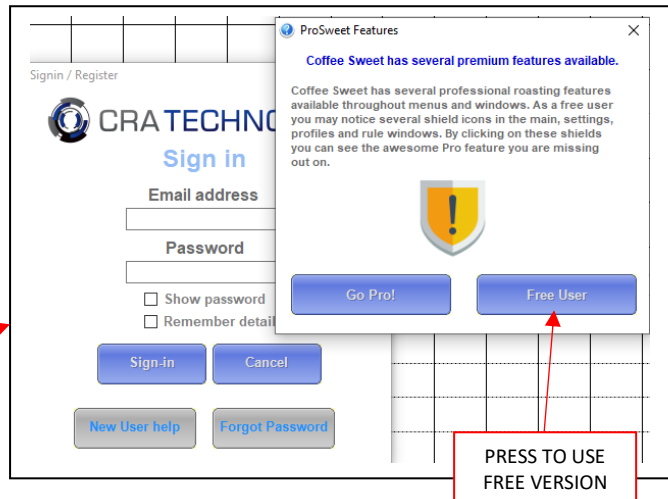 ProSweet Features
Coffee Sweet has several premium features available.
Coffee Sweet has several professional roasting features
available throughout menus and windows. As a free user
you may notice several shield icons in the main, settings,
profiles and rule windows. By clicking on these shields
you can see the awesome Pro feature you are missing
out on.
Go Pro!
Free User
Signin / Register
CRA TECHNO
Sign in
Email address
Password
Show password
Remember detail
Sign-in
Cancel
New User help
Forgot Password
PRESS TO USE
FREE VERSION